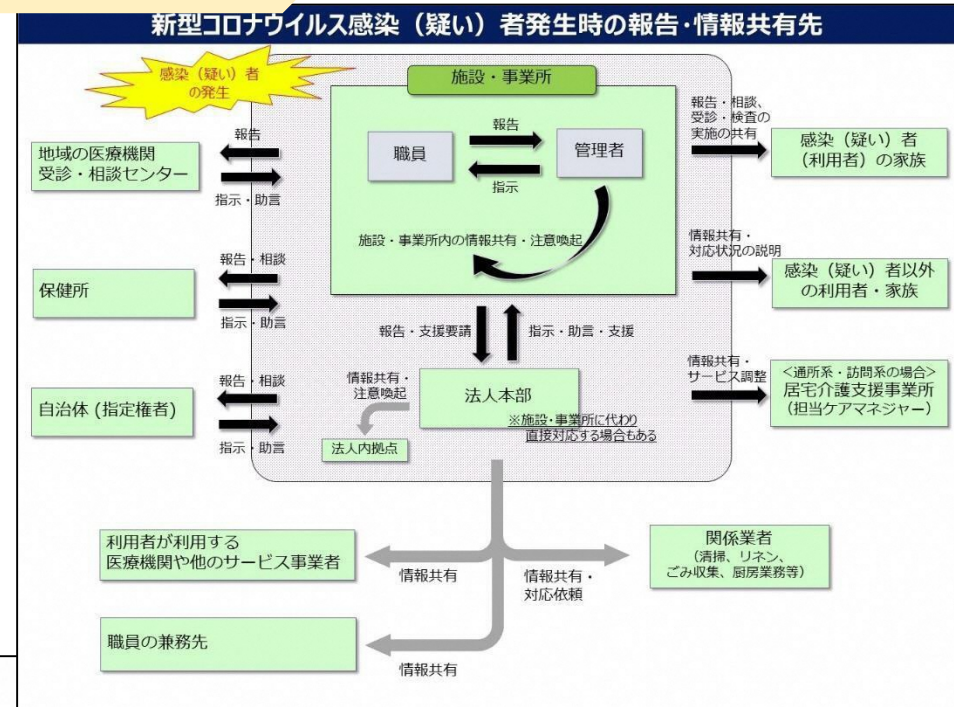 新型コロナウイルス感染（疑い）者発生時の報告・情報共有先
感染（疑い）者
の発生
施設・事業所
職員
報告
指示
管理者
施設・事業所内の情報共有・注意喚起
地域の医療機関
受診・相談センター
報告
指示・助言
保健所
報告・相談
指示・助言
自治体 (指定権者)
報告・相談
指示・助言
報告・相談、
受診・検査の
実施の共有
感染（疑い）者
（利用者）の家族
情報共有・
対応状況の説明
感染（疑い）者以外
の利用者・家族
情報共有・
サービス調整
＜通所系・訪問系の場合＞
居宅介護支援事業所
（担当ケアマネジャー）
報告・支援要請
指示・助言・支援
法人本部
※施設・事業所に代わり
直接対応する場合もある
情報共有・
注意喚起
法人内拠点
利用者が利用する
医療機関や他のサービス事業者
情報共有
情報共有・
対応依頼
関係業者
（清掃、リネン、
ごみ収集、厨房業務等）
職員の兼務先
情報共有